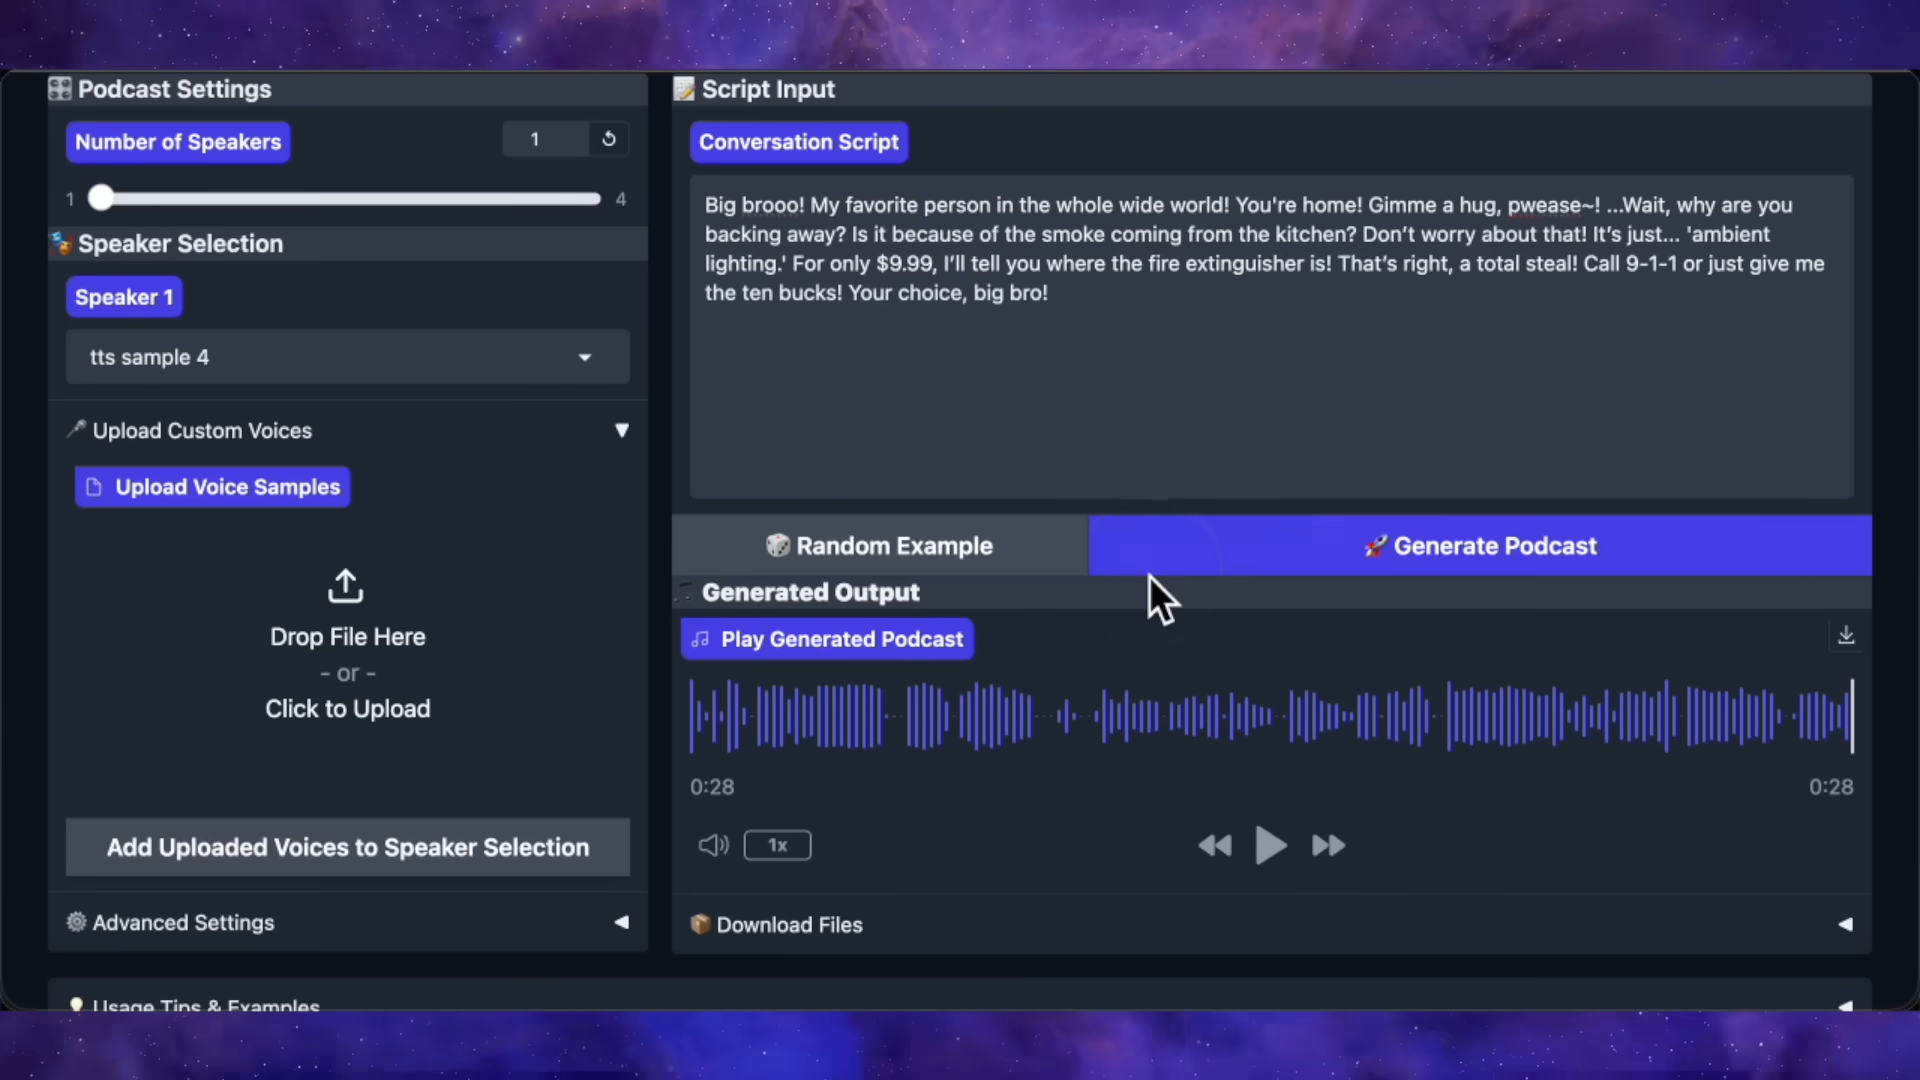 Podcast Settings
Number of Speakers
1
1
4
Speaker Selection
Speaker 1
tts sample 4
Upload Custom Voices
Upload Voice Samples
Drop File Here
- or -
Click to Upload
Add Uploaded Voices to Speaker Selection
Advanced Settings
Script Input
Conversation Script
Big brooo! My favorite person in the whole wide world! You're home! Gimme a hug, pwease~! ...Wait, why are you
backing away? Is it because of the smoke coming from the kitchen? Don’t worry about that! It’s just... 'ambient
lighting.' For only $9.99, I’ll tell you where the fire extinguisher is! That’s right, a total steal! Call 9-1-1 or just give me
the ten bucks! Your choice, big bro!
Random Example
Generate Podcast
Generated Output
Play Generated Podcast
0:28
0:28
1x
Download Files
Usage Tips & Examples